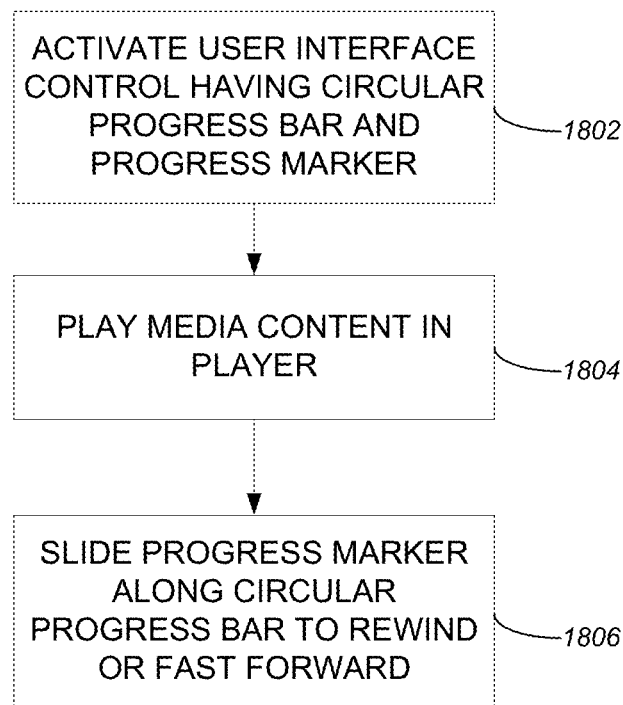 ACTIVATE USER INTERFACE
CONTROL HAVING CIRCULAR
PROGRESS BAR AND
PROGRESS MARKER
1802
PLAY MEDIA CONTENT IN
PLAYER
1804
SLIDE PROGRESS MARKER
ALONG CIRCULAR
PROGRESS BAR TO REWIND
OR FAST FORWARD
1806